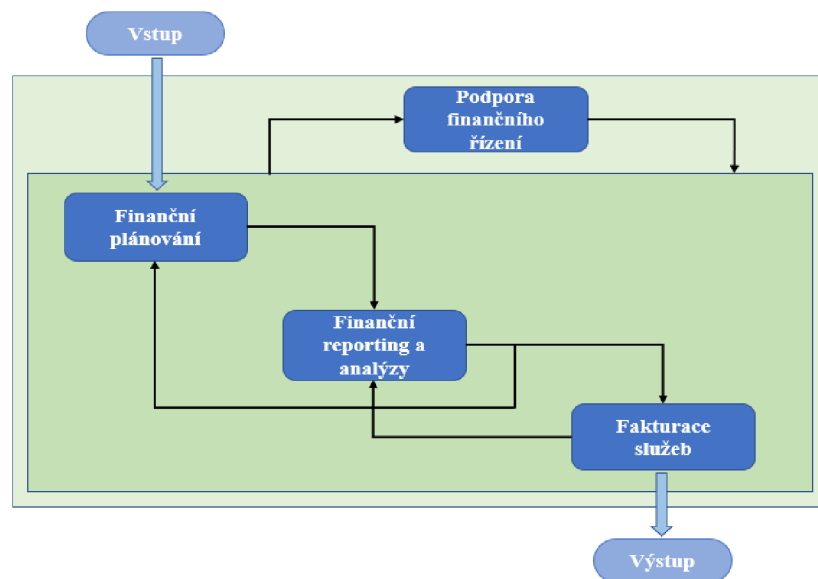 Vstup
Podpora
finančního
řízení
Finanční
plánování
Finanční
reporting a
analýzy
Fakturace
služeb
Výstup